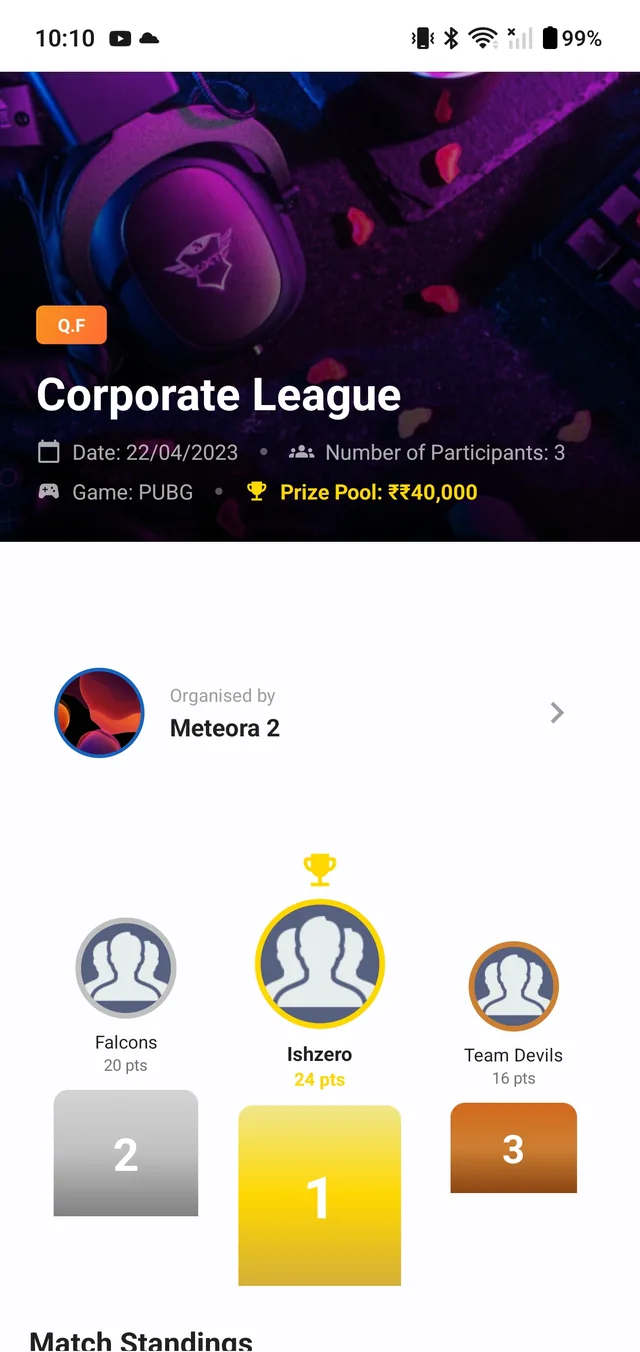 10:10
99%
Q.F
Corporate League
Date: 22/04/2023 • Number of Participants: 3
Game: PUBG • Prize Pool: ₹₹40,000
Organised by
Meteora 2
Falcons
20 pts
2
Ishzero
24 pts
1
Team Devils
16 pts
3
Match Standings